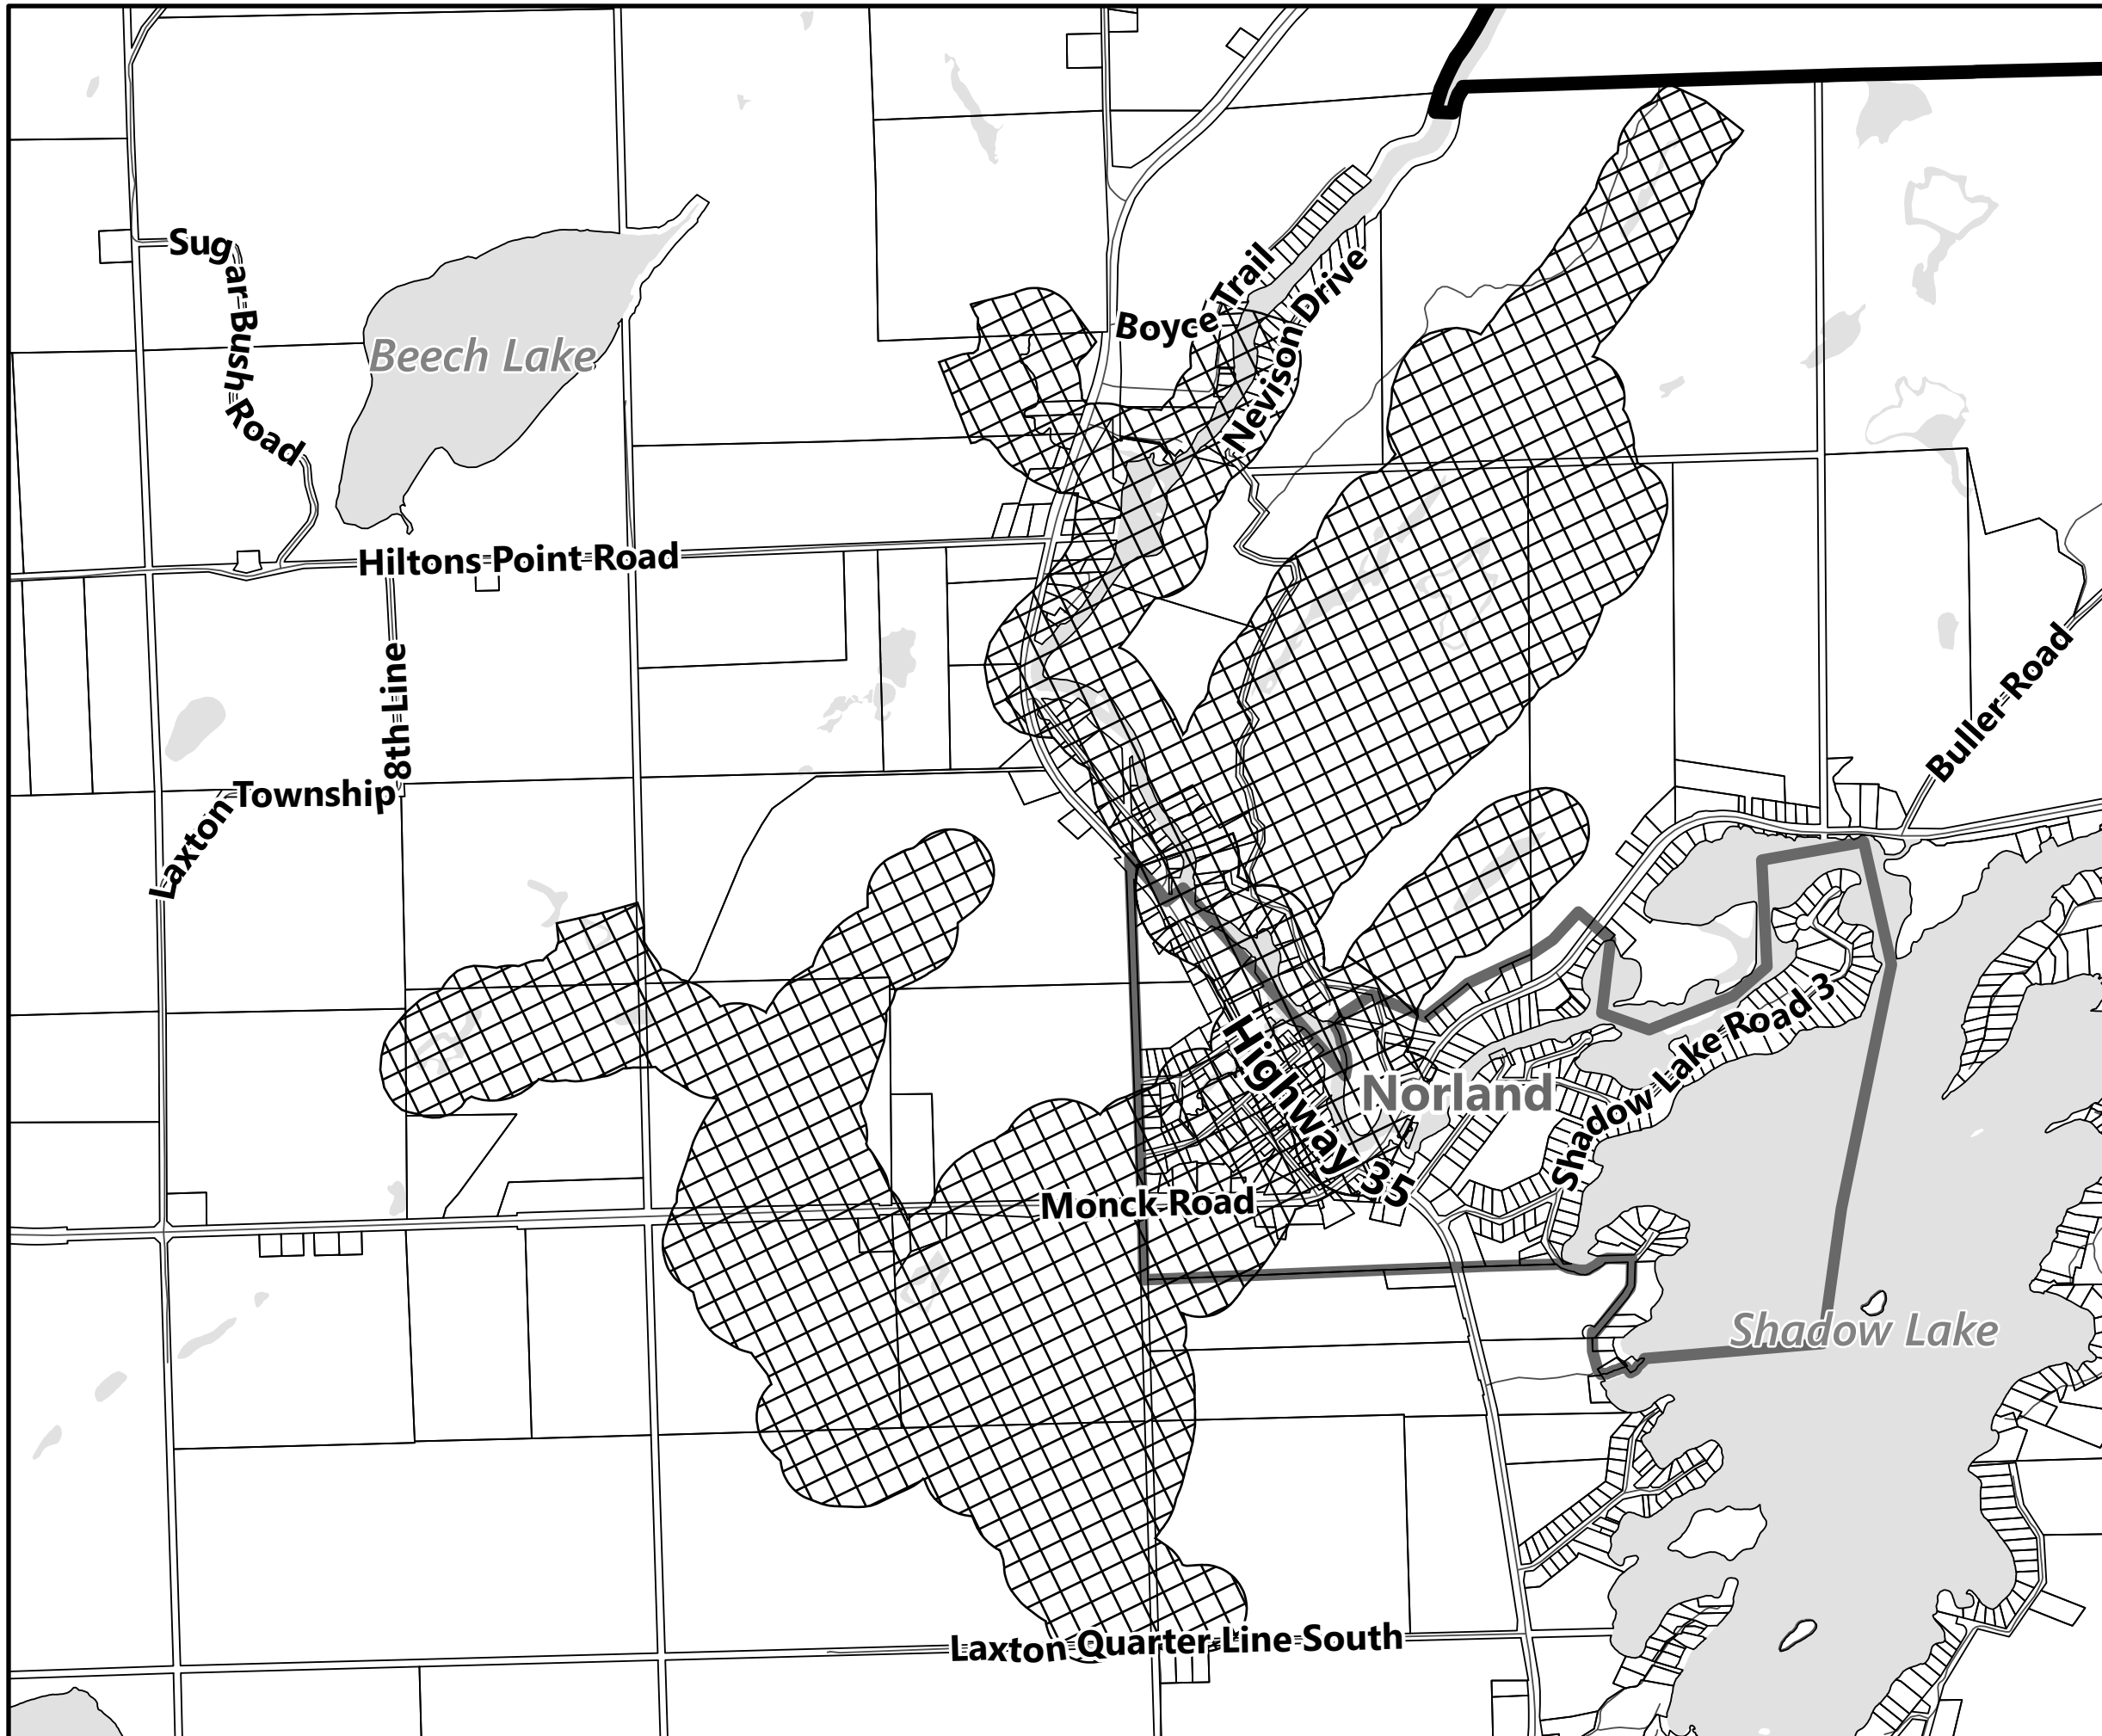 Sugar Bush Road
Beech Lake
Boyce Trail
Nevison Drive
Hiltons Point Road
8th Line
Laxton Township
Buller Road
Highway 35
Norland
Shadow Lake Road 3
Monck Road
Shadow Lake
Laxton Quarter Line South